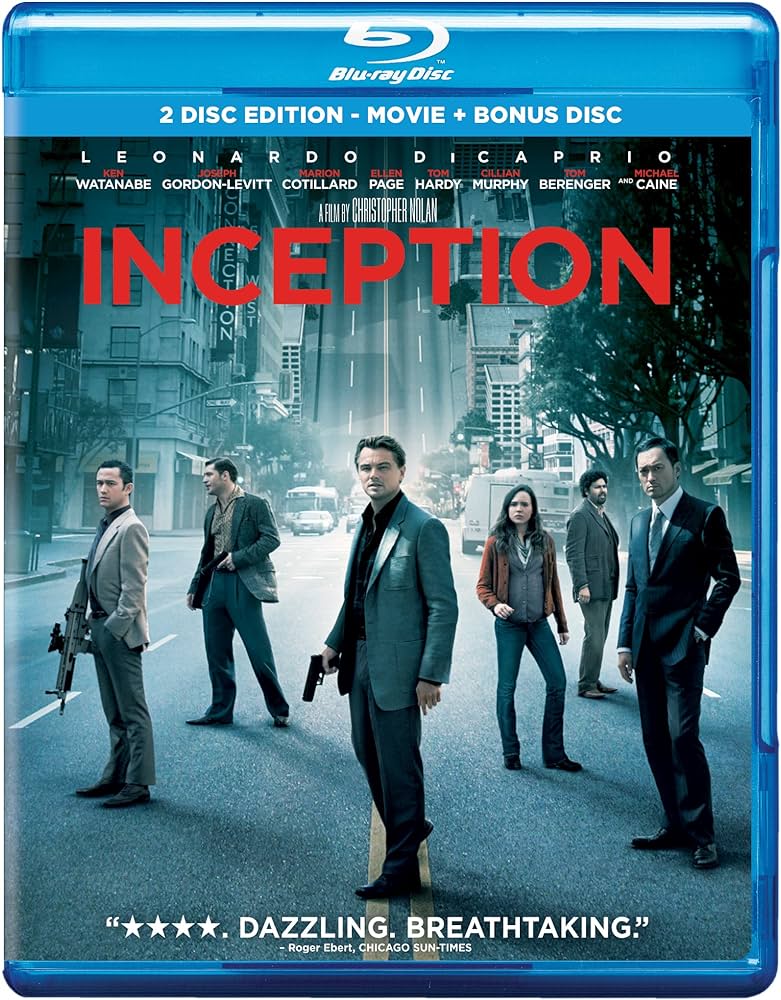 Blu-ray Disc™
2 DISC EDITION - MOVIE + BONUS DISC
LEONARDO DiCAPRIO
KEN WATANABE JOSEPH GORDON-LEVITT MARION COTILLARD ELLEN PAGE TOM HARDY CILLIAN MURPHY TOM BERENGER AND MICHAEL CAINE
A FILM BY CHRISTOPHER NOLAN
INCEPTION
“★★★★. DAZZLING. BREATHTAKING.”
– Roger Ebert, CHICAGO SUN-TIMES